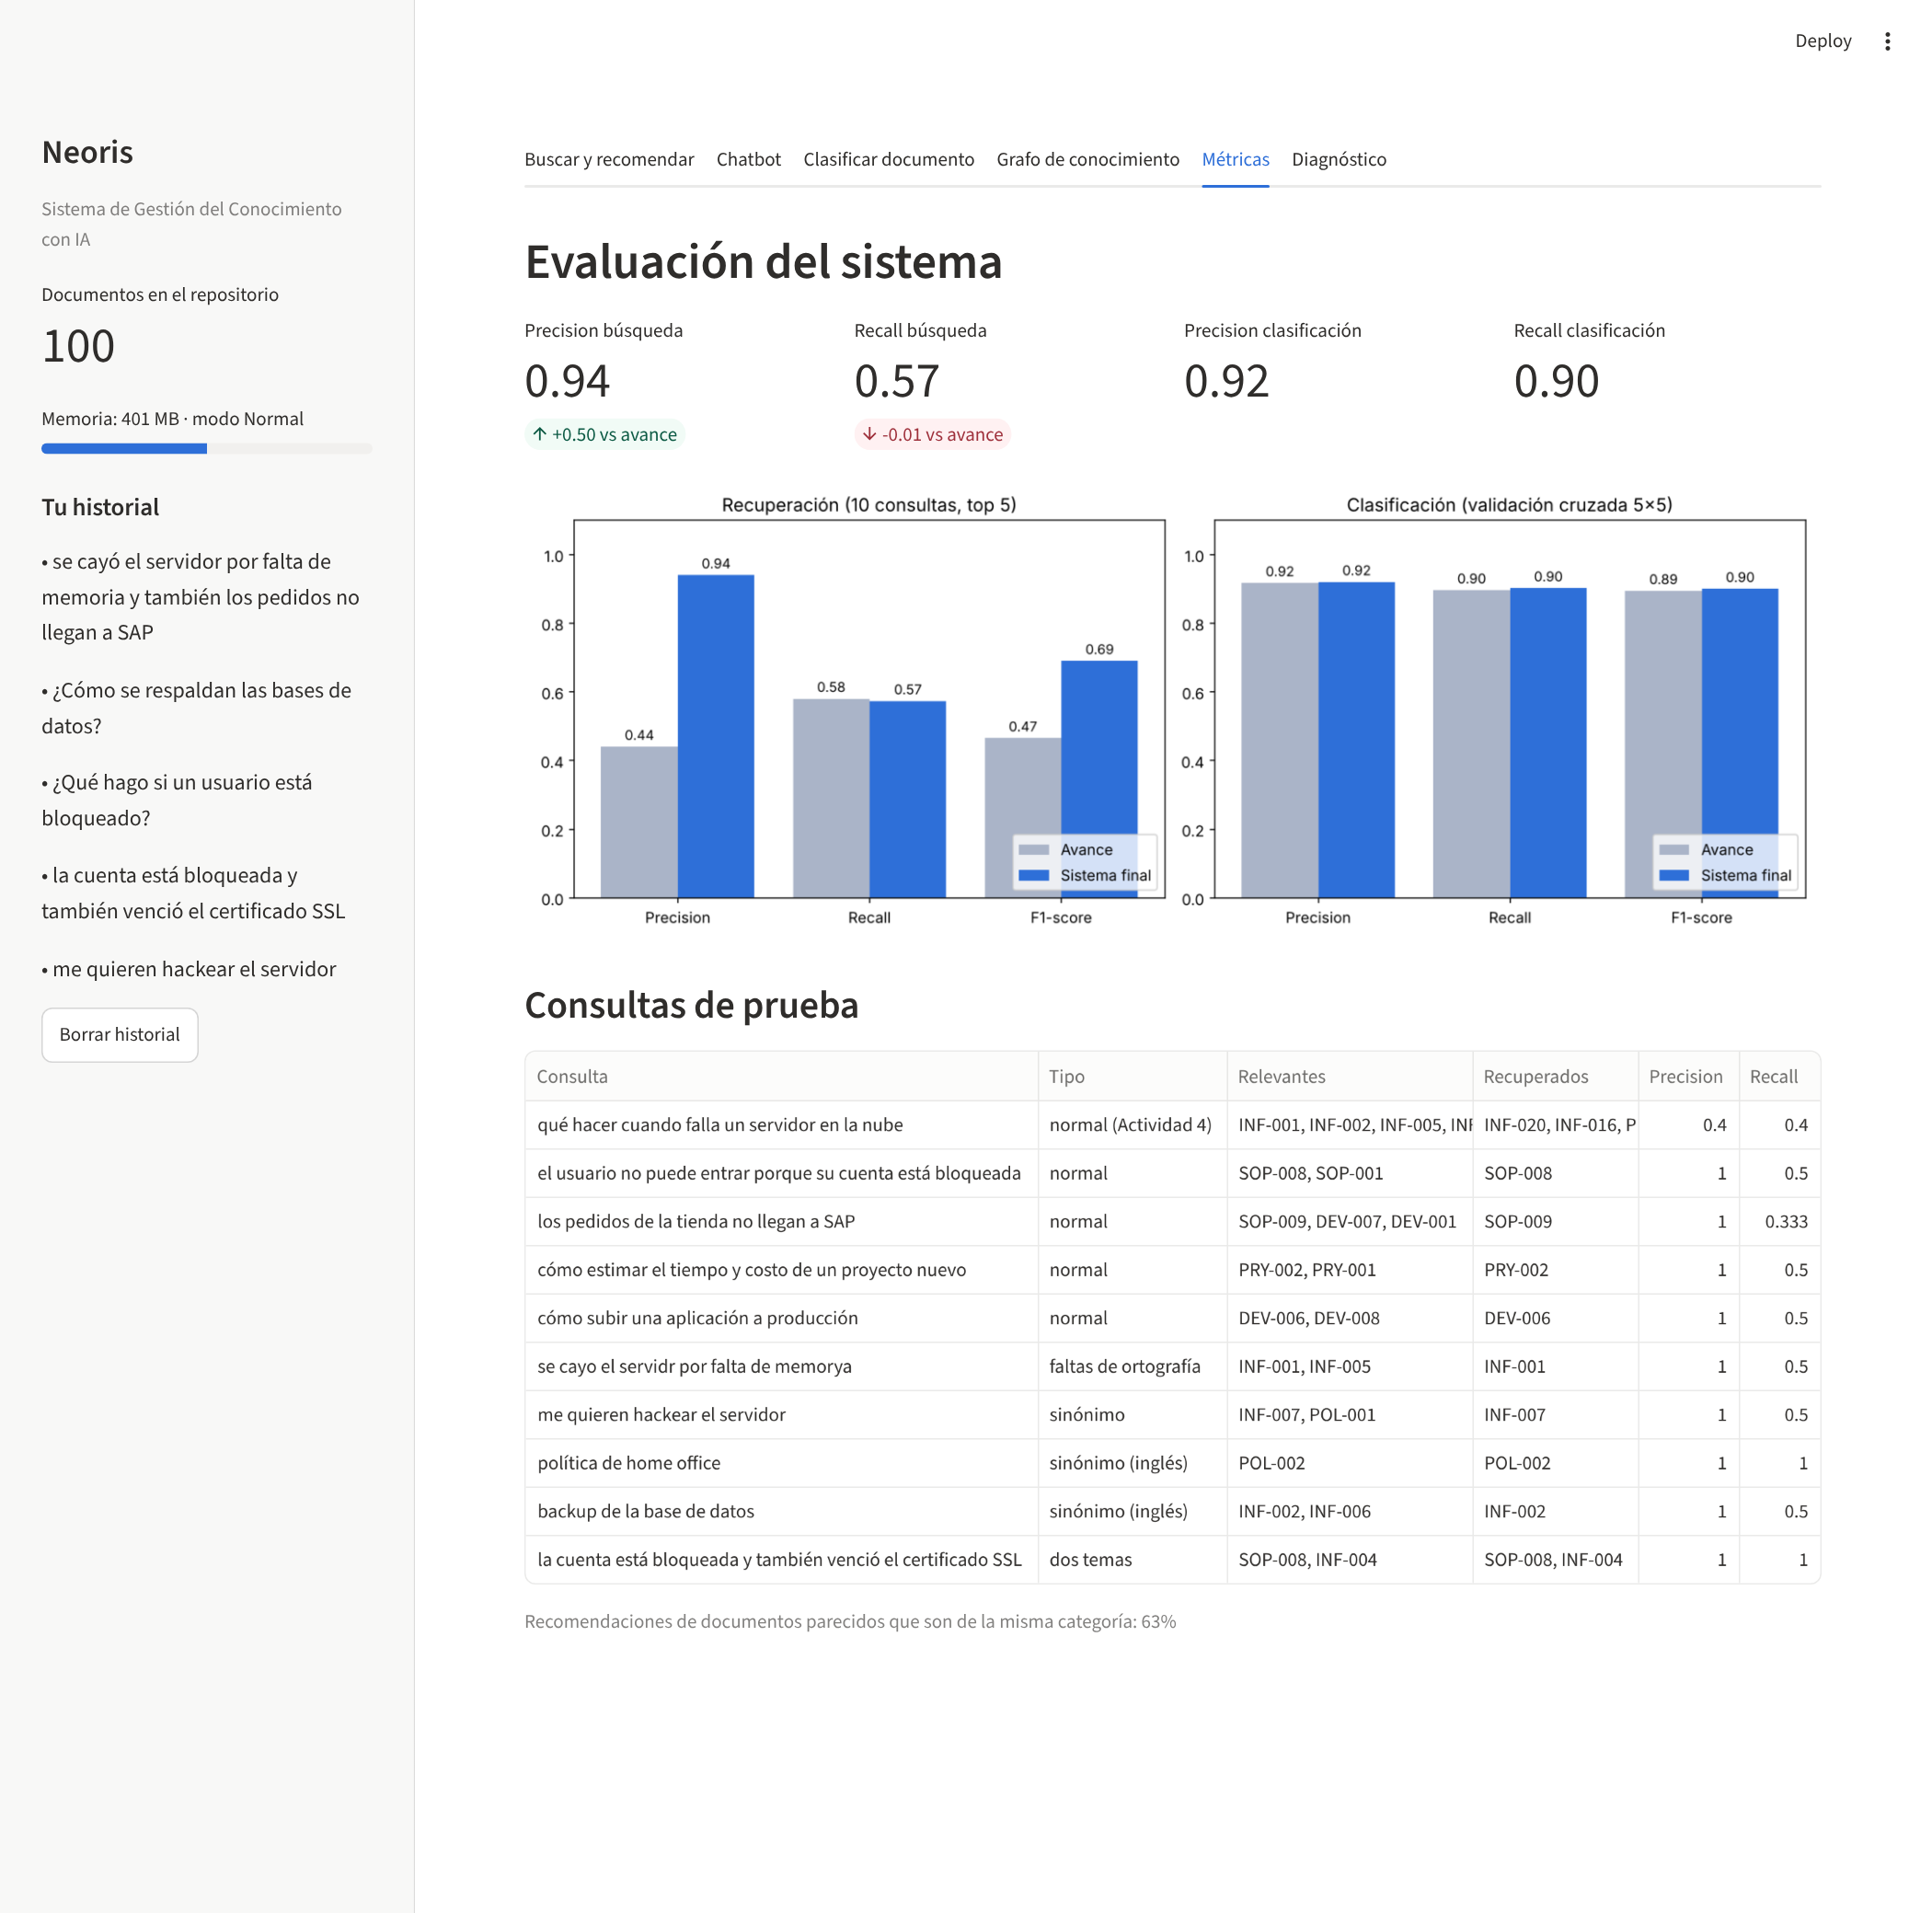 Deploy
Neoris
Sistema de Gestión del Conocimiento
con IA
Documentos en el repositorio
100
Memoria: 401 MB · modo Normal
Tu historial
• se cayó el servidor por falta de
memoria y también los pedidos no
llegan a SAP
• ¿Cómo se respaldan las bases de
datos?
• ¿Qué hago si un usuario está
bloqueado?
• la cuenta está bloqueada y
también venció el certificado SSL
• me quieren hackear el servidor
Borrar historial
Buscar y recomendar Chatbot Clasificar documento Grafo de conocimiento Métricas Diagnóstico
Evaluación del sistema
Precision búsqueda Recall búsqueda Precision clasificación Recall clasificación
0.94 0.57 0.92 0.90
↑ +0.50 vs avance ↓ -0.01 vs avance
Recuperación (10 consultas, top 5)
1.0
0.8
0.6
0.4
0.2
0.0
0.44 0.94 0.58 0.57 0.47 0.69
Avance
Sistema final
Precision Recall F1-score
Clasificación (validación cruzada 5×5)
1.0
0.8
0.6
0.4
0.2
0.0
0.92 0.92 0.90 0.90 0.89 0.90
Avance
Sistema final
Precision Recall F1-score
Consultas de prueba
Consulta Tipo Relevantes Recuperados Precision Recall
qué hacer cuando falla un servidor en la nube normal (Actividad 4) INF-001, INF-002, INF-005, INF INF-020, INF-016, P 0.4 0.4
el usuario no puede entrar porque su cuenta está bloqueada normal SOP-008, SOP-001 SOP-008 1 0.5
los pedidos de la tienda no llegan a SAP normal SOP-009, DEV-007, DEV-001 SOP-009 1 0.333
cómo estimar el tiempo y costo de un proyecto nuevo normal PRY-002, PRY-001 PRY-002 1 0.5
cómo subir una aplicación a producción normal DEV-006, DEV-008 DEV-006 1 0.5
se cayo el servidr por falta de memorya faltas de ortografía INF-001, INF-005 INF-001 1 0.5
me quieren hackear el servidor sinónimo INF-007, POL-001 INF-007 1 0.5
política de home office sinónimo (inglés) POL-002 POL-002 1 1
backup de la base de datos sinónimo (inglés) INF-002, INF-006 INF-002 1 0.5
la cuenta está bloqueada y también venció el certificado SSL dos temas SOP-008, INF-004 SOP-008, INF-004 1 1
Recomendaciones de documentos parecidos que son de la misma categoría: 63%